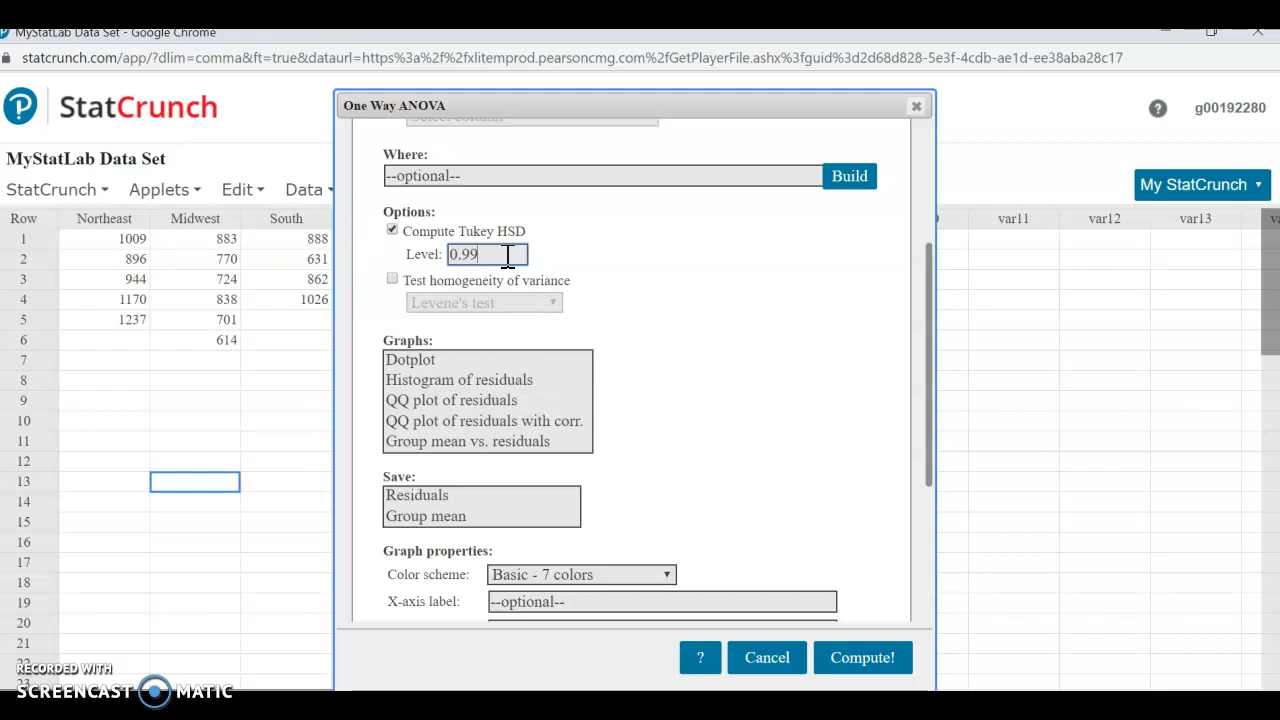 MyStatLab Data Set - Google Chrome
statcrunch.com/app/?dlim=comma&ft=true&dataurl=https%3a%2f%2fxlitemprod.pearsoncmg.com%2fGetPlayerFile.ashx%3fguid%3d2d68d828-5e3f-4cdb-ae1d-ee38aba28c17
P StatCrunch
? g00192280
MyStatLab Data Set
StatCrunch Applets Edit Data
My StatCrunch
Row Northeast Midwest South var11 var12 var13
1 1009 883 888
2 896 770 631
3 944 724 862
4 1170 838 1026
5 1237 701
6 614
7
8
9
10
11
12
13
14
15
16
17
18
19
20
21
One Way ANOVA
Select column
Where:
--optional--
Build
Options:
Compute Tukey HSD
Level: 0.99
Test homogeneity of variance
Levene's test
Graphs:
Dotplot
Histogram of residuals
QQ plot of residuals
QQ plot of residuals with corr.
Group mean vs. residuals
Save:
Residuals
Group mean
Graph properties:
Color scheme: Basic - 7 colors
X-axis label: --optional--
? Cancel Compute!
RECORDED WITH
SCREENCAST MATIC